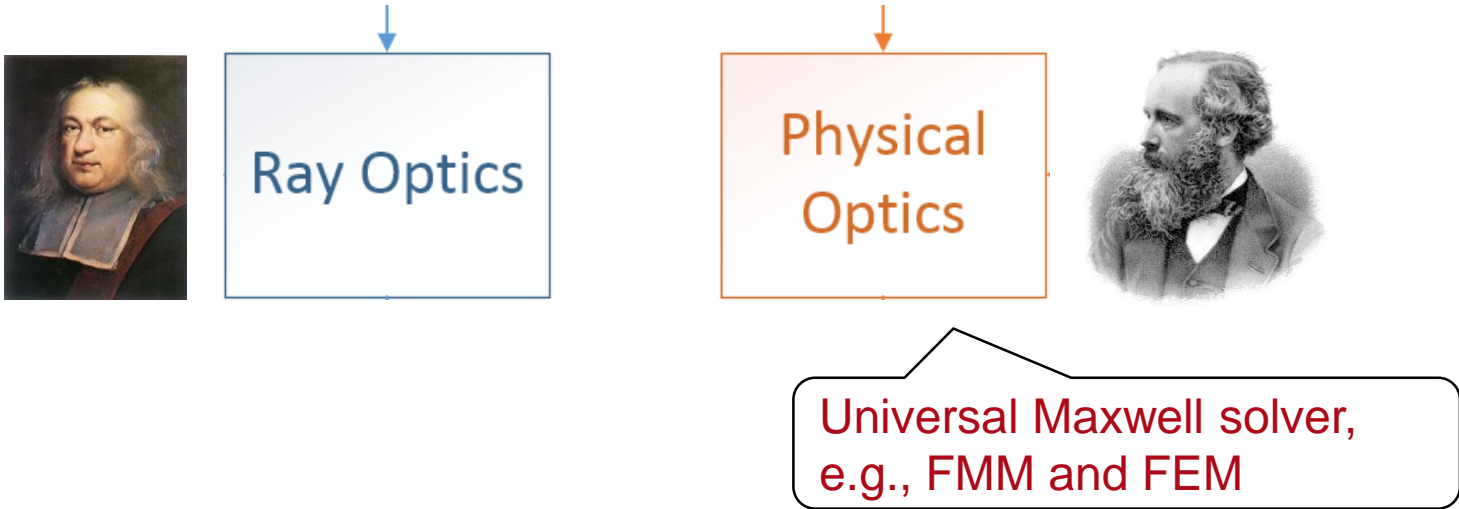 Ray Optics
Physical
Optics
Universal Maxwell solver,
e.g., FMM and FEM